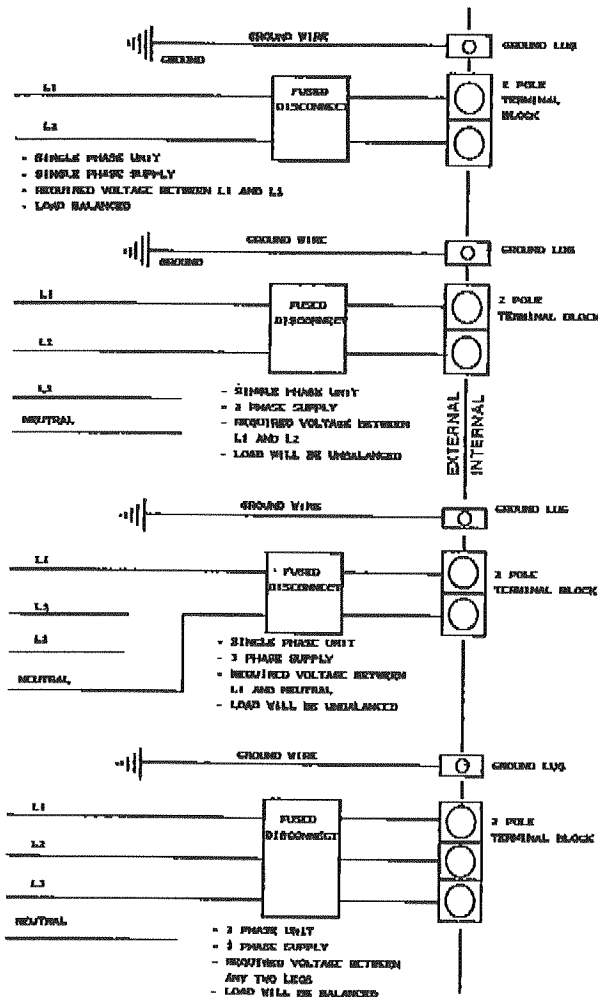 GROUND WIRE
GROUND LUG
GROUND
L1
FUSED
DISCONNECT
2 POLE
TERMINAL
BLOCK
L2
- SINGLE PHASE UNIT
- SINGLE PHASE SUPPLY
- REQUIRED VOLTAGE BETWEEN L1 AND L2
- LOAD BALANCED
GROUND WIRE
GROUND LUG
GROUND
L1
FUSED
DISCONNECT
2 POLE
TERMINAL BLOCK
L2
NEUTRAL
- SINGLE PHASE UNIT
- 3 PHASE SUPPLY
- REQUIRED VOLTAGE BETWEEN
L1 AND L2
- LOAD WILL BE UNBALANCED
EXTERNAL
INTERNAL
GROUND WIRE
GROUND LUG
L1
FUSED
DISCONNECT
2 POLE
TERMINAL BLOCK
NEUTRAL
- SINGLE PHASE UNIT
- 3 PHASE SUPPLY
- REQUIRED VOLTAGE BETWEEN
L1 AND NEUTRAL
- LOAD WILL BE UNBALANCED
GROUND WIRE
GROUND LUG
L1
FUSED
DISCONNECT
3 POLE
TERMINAL BLOCK
L2
L3
NEUTRAL
- 3 PHASE UNIT
- 3 PHASE SUPPLY
- REQUIRED VOLTAGE BETWEEN
ANY TWO LEGS
- LOAD WILL BE BALANCED